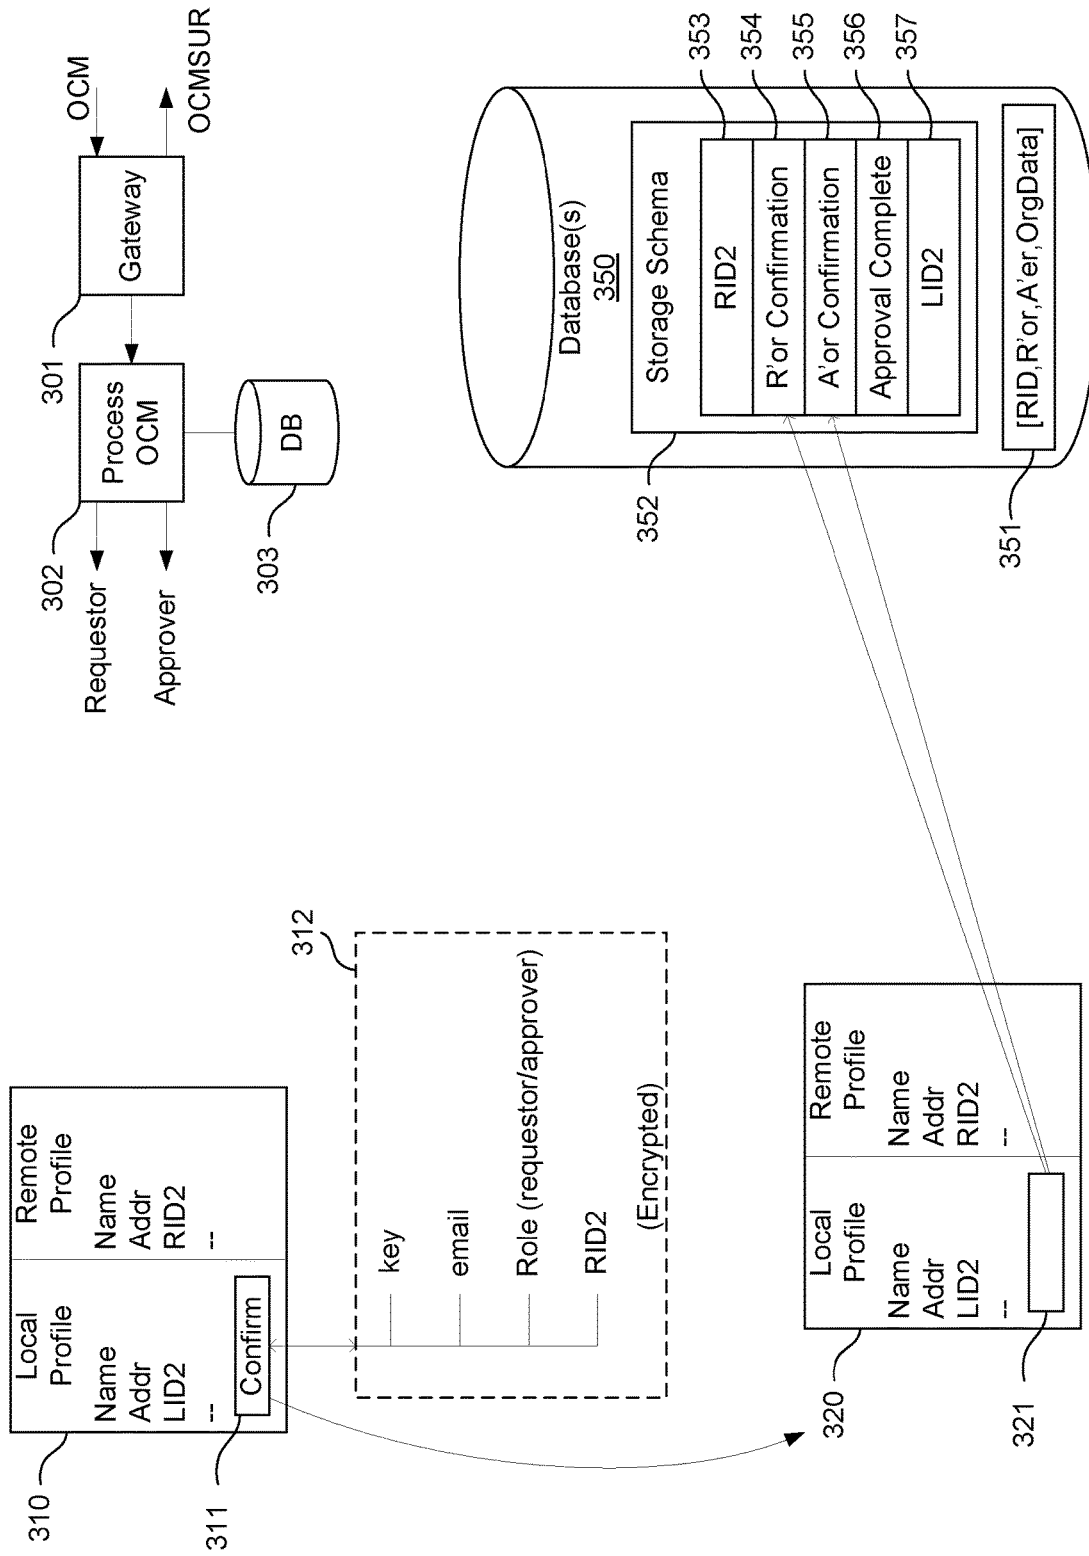 OCM
OCMSUR
Gateway
301
Process
OCM
302
Requestor
Approver
DB
303
310
Local
Profile
Name
Addr
LID2
--
Remote
Profile
Name
Addr
RID2
--
Confirm
311
312
key
email
Role (requestor/approver)
RID2
(Encrypted)
320
Local
Profile
Name
Addr
LID2
--
Remote
Profile
Name
Addr
RID2
--
321
Database(s)
350
Storage Schema
352
RID2
353
R'or Confirmation
354
A'or Confirmation
355
Approval Complete
356
LID2
357
[RID,R'or,A'er,OrgData]
351